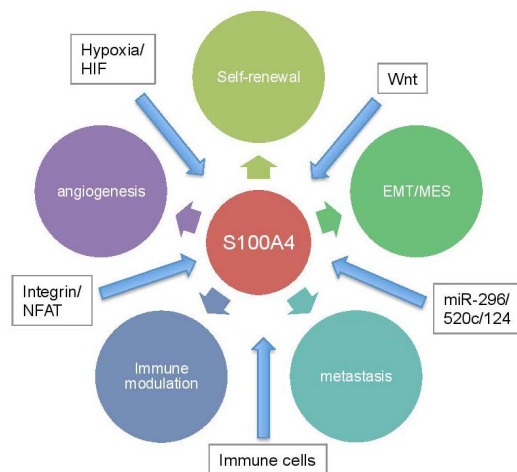 Hypoxia/
HIF
Self-renewal
Wnt
angiogenesis
EMT/MES
S100A4
Integrin/
NFAT
miR-296/
520c/124
Immune
modulation
metastasis
Immune cells